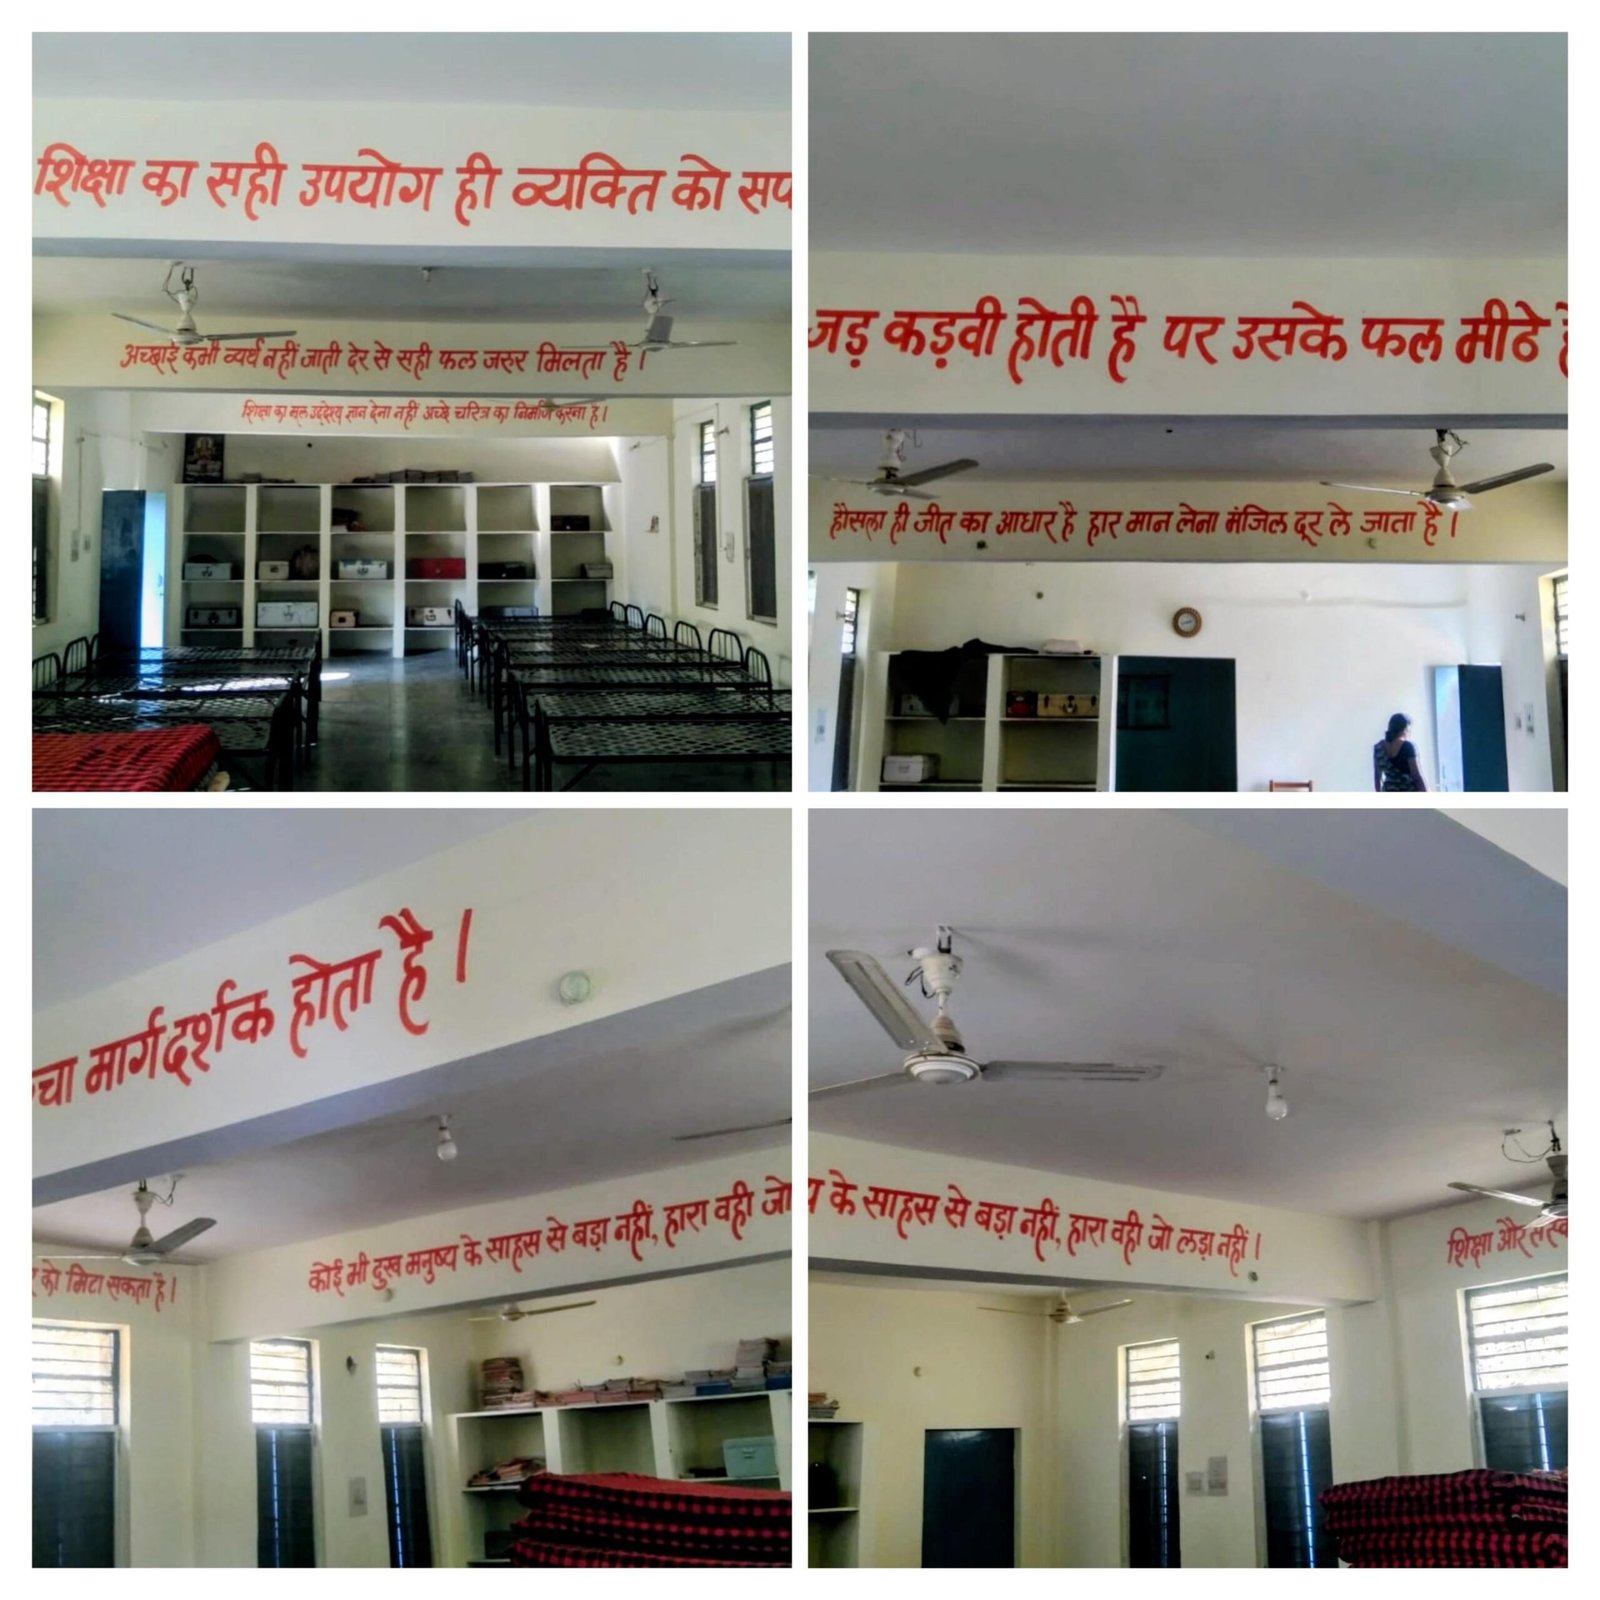 शिक्षा का सही उपयोग ही व्यक्ति को सफ
अच्छाई कभी व्यर्थ नहीं जाती देर से सही फल जरुर मिलता है।
शिक्षा का मूल उद्देश्य ज्ञान देना नहीं अच्छे चरित्र का निर्माण करना है।
जड़ कड़वी होती है पर उसके फल मीठे है
हौसला ही जीत का आधार है हार मान लेना मंजिल दूर ले जाता है।
च्चा मार्गदर्शक होता है।
कोई भी दुख मनुष्य के साहस से बड़ा नहीं, हारा वही जो
को मिटा सकता है।
य के साहस से बड़ा नहीं, हारा वही जो लड़ा नहीं।
शिक्षा और